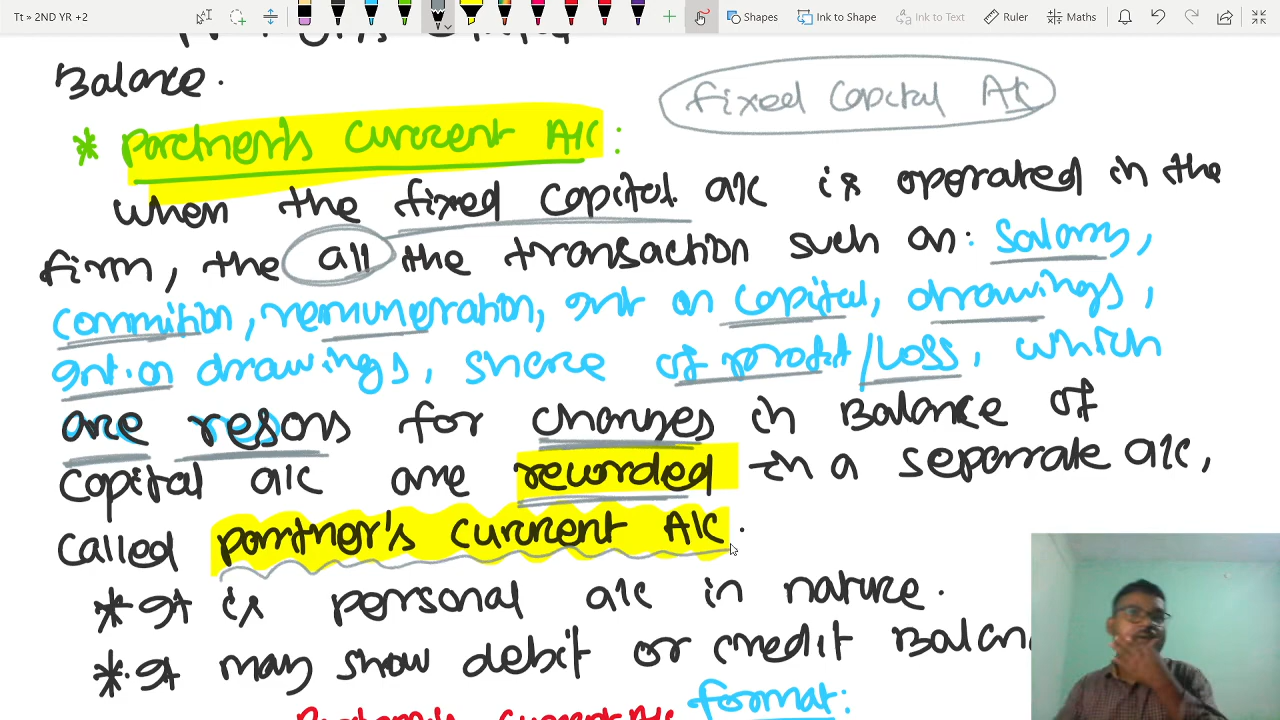 Tt » 2ND YR +2
Shapes
Ink to Shape
Ink to Text
Ruler
Maths
Balance.
fixed Capital A/c
* Partner's Current A/C :
when the fixed capital a/c is operated in the
firm, the all the transaction such as: Salary,
commition, remuneration, int on capital, drawings,
int. on drawings, share of profit/Loss, which
are resons for changes in Balance of
capital a/c are recorded in a separate a/c,
called partner's current A/C.
* It is personal a/c in nature.
* It may show debit or credit Balan
format: